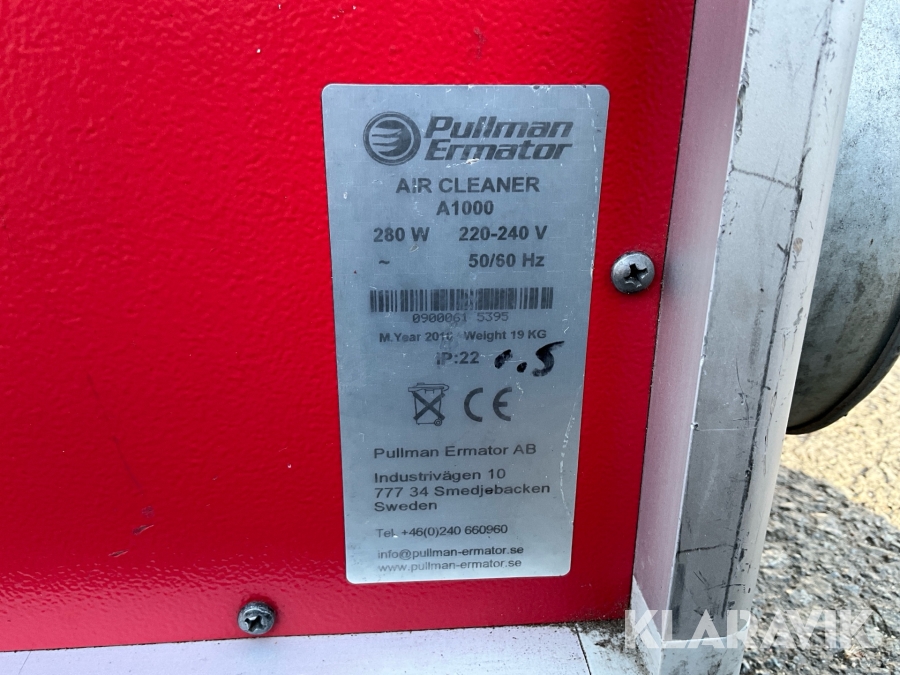 Pullman
Ermator
AIR CLEANER
A1000
280 W 220-240 V
~ 50/60 Hz
0900061 5395
M.Year Weight 19 KG
IP:22
Pullman Ermator AB
Industrivägen 10
777 34 Smedjebacken
Sweden
Tel. +46(0)240 660960
info@pullman-ermator.se
www.pullman-ermator.se
KLARAVIK